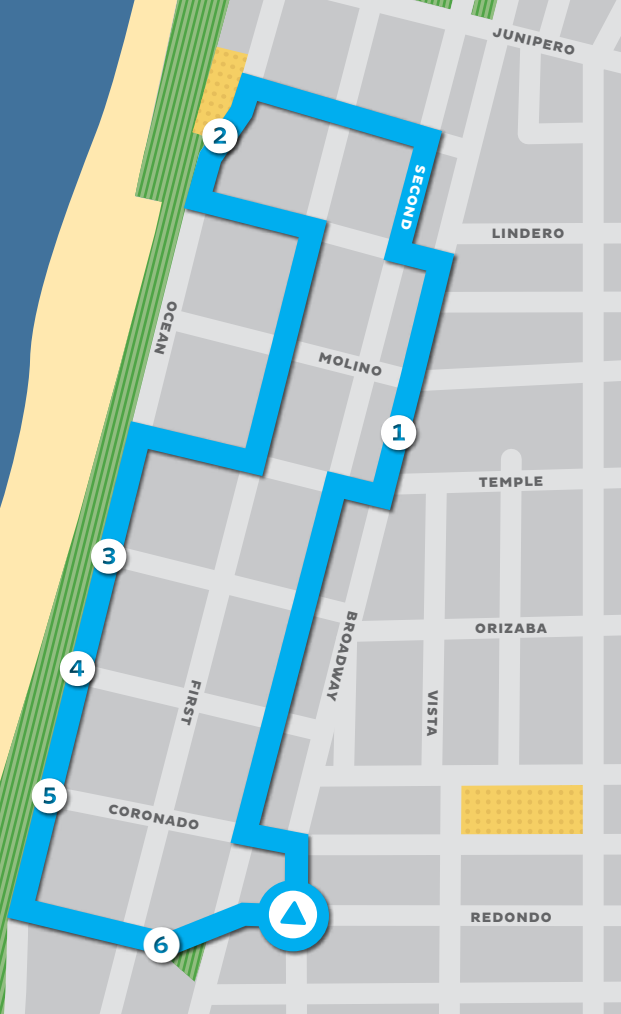 JUNIPERO
2
SECOND
LINDERO
OCEAN
MOLINO
1
TEMPLE
3
ORIZABA
BROADWAY
4
FIRST
VISTA
5
CORONADO
REDONDO
6